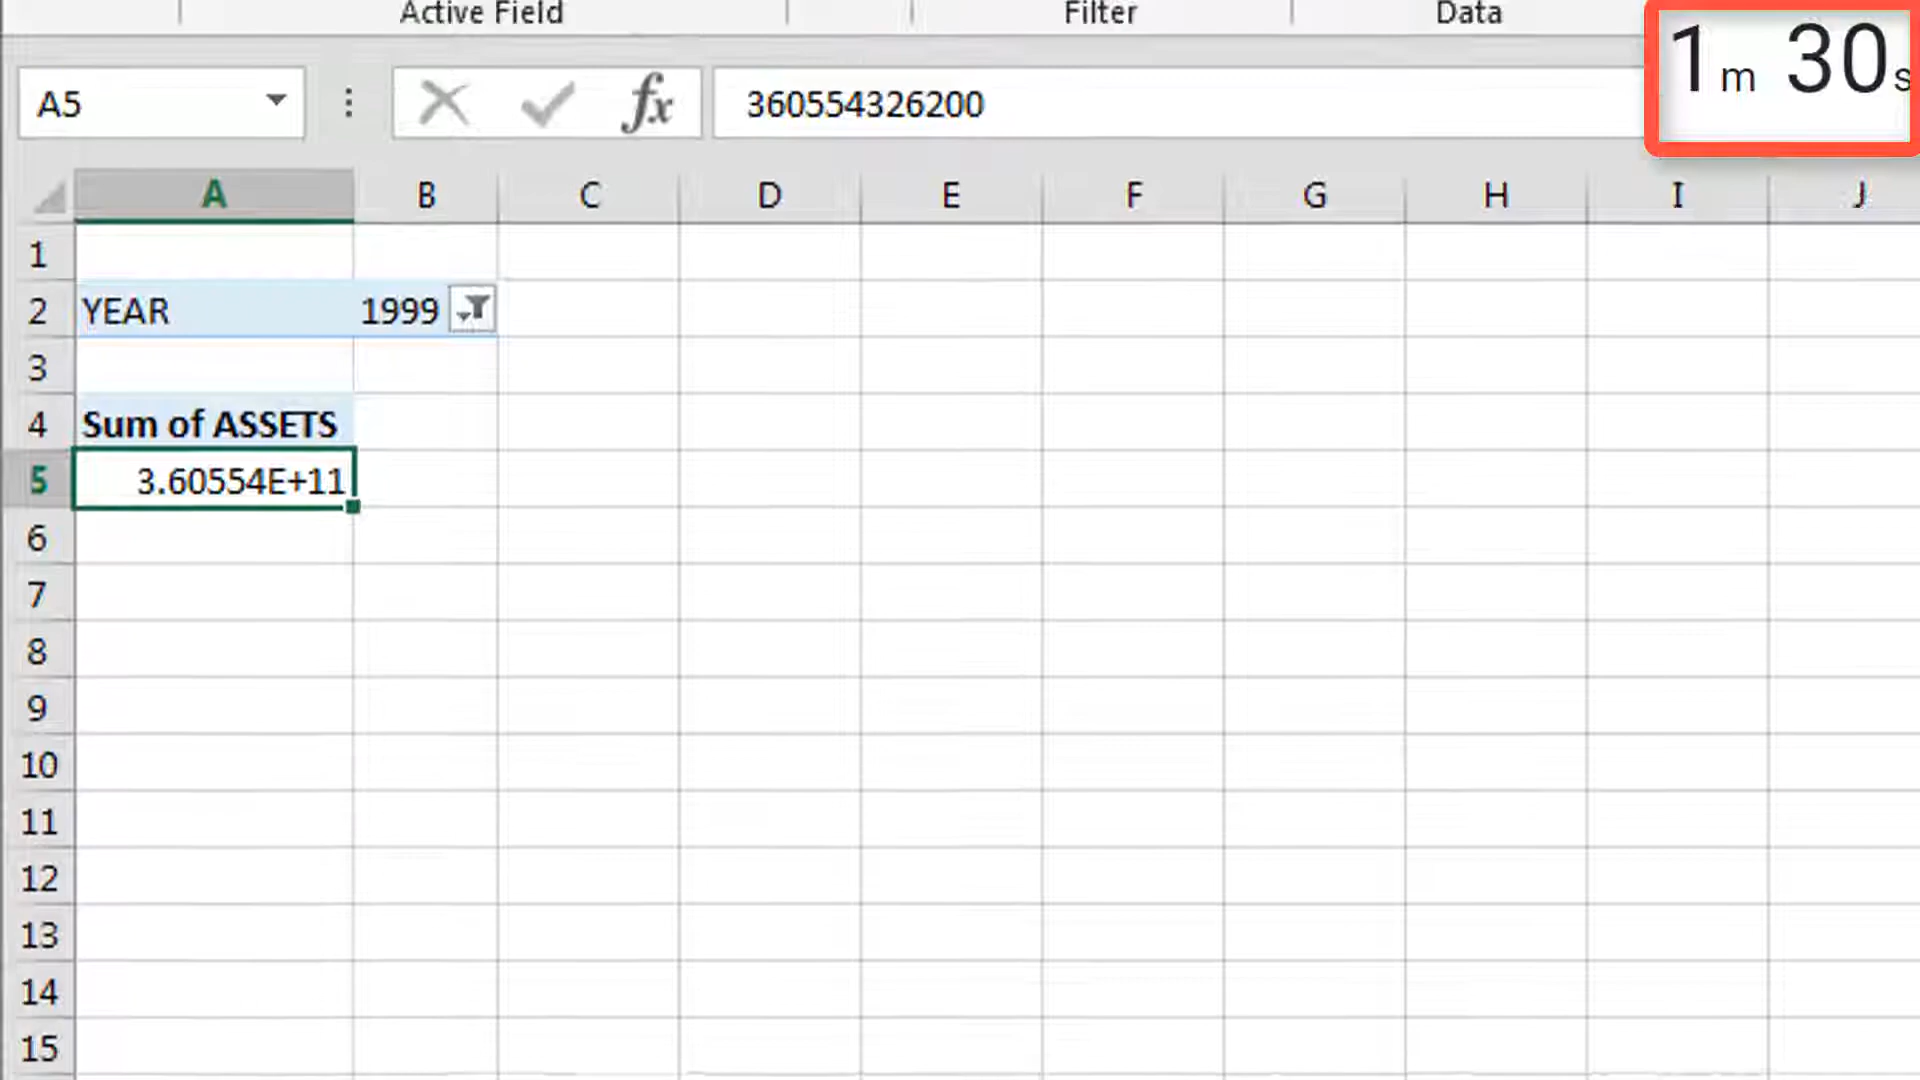 Active Field Filter Data
1m 30s
A5 fx 360554326200
A B C D E F G H I J
1
2 YEAR 1999
3
4 Sum of ASSETS
5 3.60554E+11
6
7
8
9
10
11
12
13
14
15